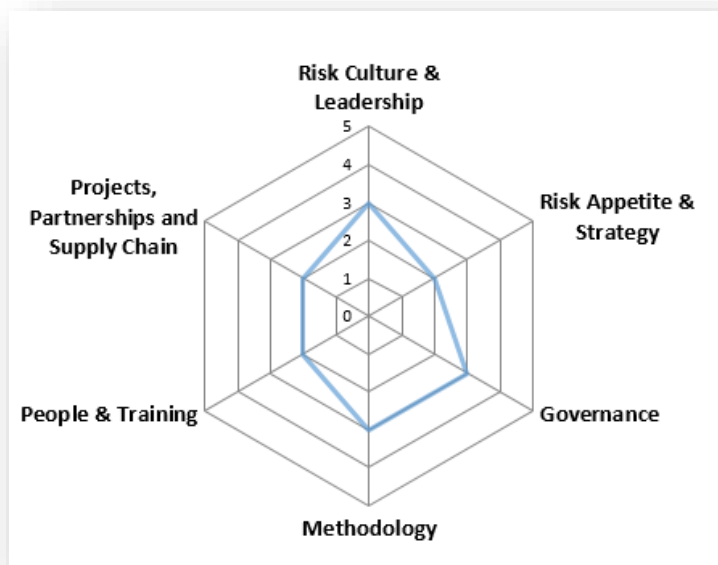 Risk Culture &
Leadership
5
4
3
2
1
0
Projects,
Partnerships and
Supply Chain
Risk Appetite &
Strategy
People & Training
Governance
Methodology